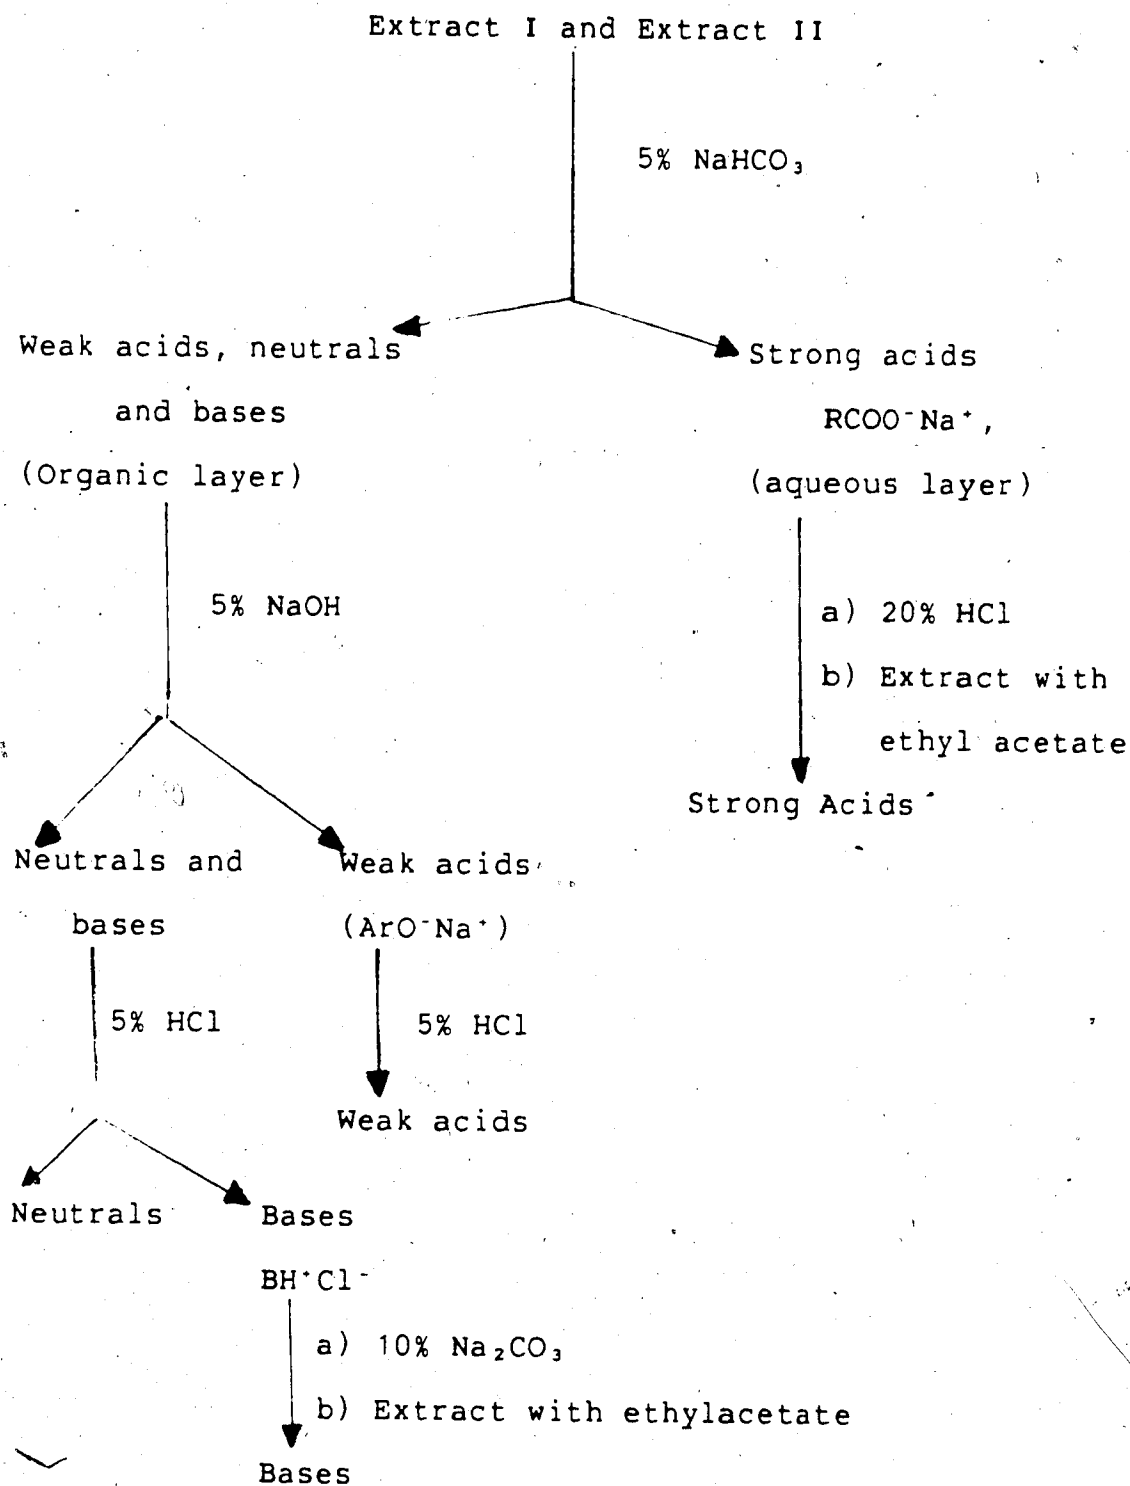 Extract I and Extract II
5% NaHCO₃
Weak acids, neutrals
and bases
(Organic layer)
Strong acids
RCOO⁻Na⁺,
(aqueous layer)
5% NaOH
a) 20% HCl
b) Extract with
ethyl acetate
Strong Acids
Neutrals and
bases
Weak acids
(ArO⁻Na⁺)
5% HCl
5% HCl
Weak acids
Neutrals
Bases
BH⁺Cl⁻
a) 10% Na₂CO₃
b) Extract with ethylacetate
Bases